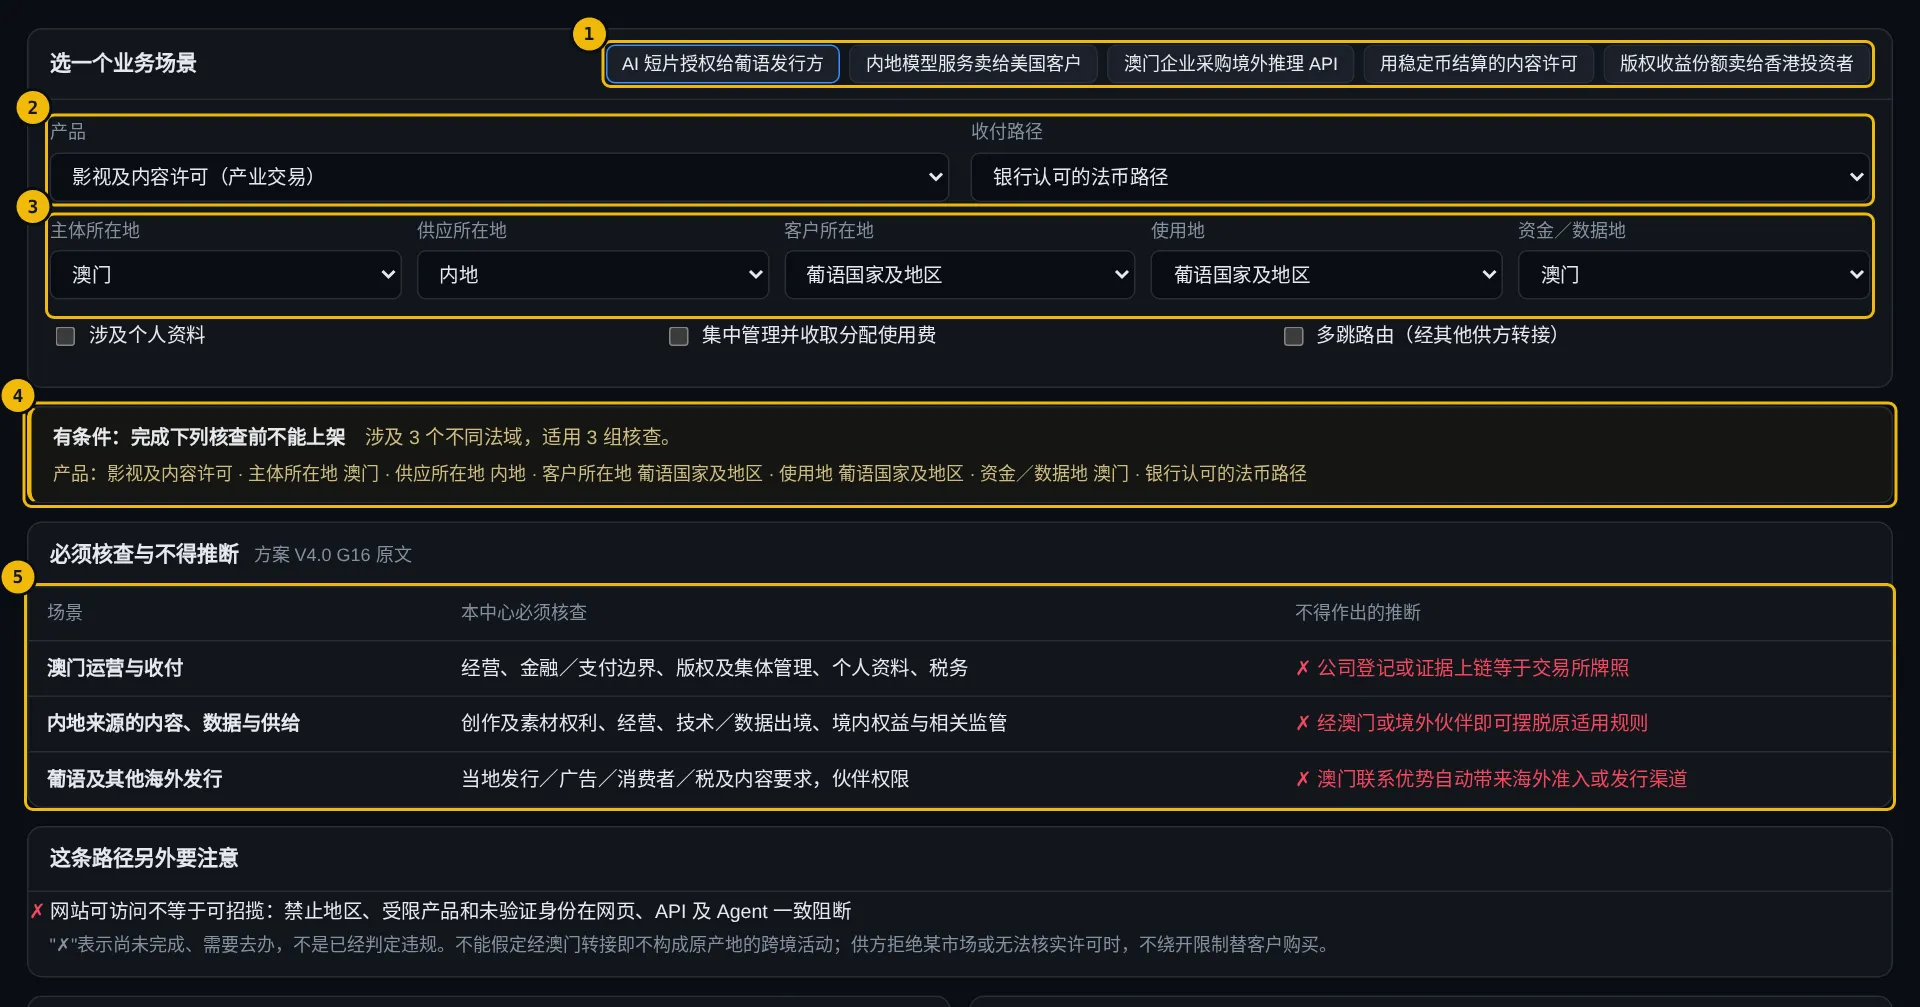 1
选一个业务场景
AI 短片授权给葡语发行方
内地模型服务卖给美国客户
澳门企业采购境外推理 API
用稳定币结算的内容许可
版权收益份额卖给香港投资者
2
产品
收付路径
影视及内容许可（产业交易）
银行认可的法币路径
3
主体所在地
供应所在地
客户所在地
使用地
资金／数据地
澳门
内地
葡语国家及地区
葡语国家及地区
澳门
涉及个人资料
集中管理并收取分配使用费
多跳路由（经其他供方转接）
4
有条件：完成下列核查前不能上架 涉及 3 个不同法域，适用 3 组核查。
产品：影视及内容许可 · 主体所在地 澳门 · 供应所在地 内地 · 客户所在地 葡语国家及地区 · 使用地 葡语国家及地区 · 资金／数据地 澳门 · 银行认可的法币路径
必须核查与不得推断 方案 V4.0 G16 原文
5
场景
本中心必须核查
不得作出的推断
澳门运营与收付
经营、金融／支付边界、版权及集体管理、个人资料、税务
✗ 公司登记或证据上链等于交易所牌照
内地来源的内容、数据与供给
创作及素材权利、经营、技术／数据出境、境内权益与相关监管
✗ 经澳门或境外伙伴即可摆脱原适用规则
葡语及其他海外发行
当地发行／广告／消费者／税及内容要求，伙伴权限
✗ 澳门联系优势自动带来海外准入或发行渠道
这条路径另外要注意
✗ 网站可访问不等于可招揽：禁止地区、受限产品和未验证身份在网页、API 及 Agent 一致阻断
"✗"表示尚未完成、需要去办，不是已经判定违规。不能假定经澳门转接即不构成原产地的跨境活动；供方拒绝某市场或无法核实许可时，不绕开限制替客户购买。